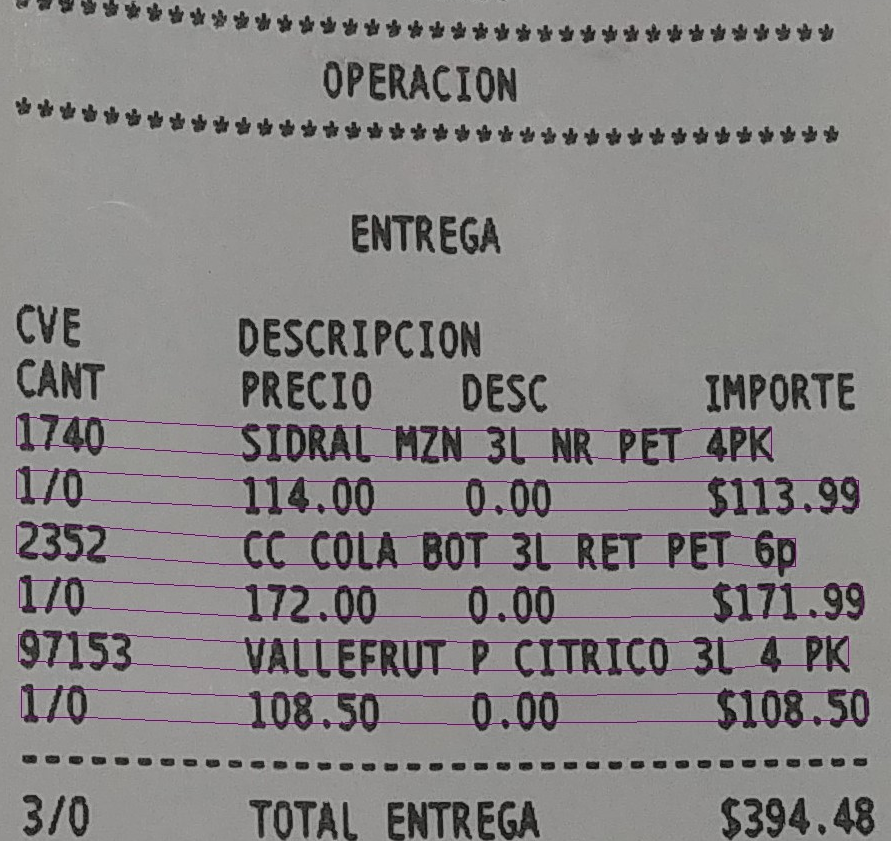 ****************************************
OPERACION
****************************************
ENTREGA
CVE DESCRIPCION
CANT PRECIO DESC IMPORTE
1740 SIDRAL MZN 3L NR PET 4PK
1/0 114.00 0.00 $113.99
2352 CC COLA BOT 3L RET PET 6p
1/0 172.00 0.00 $171.99
97153 VALLEFRUT P CITRICO 3L 4 PK
1/0 108.50 0.00 $108.50
--------------------------------------
3/0 TOTAL ENTREGA $394.48